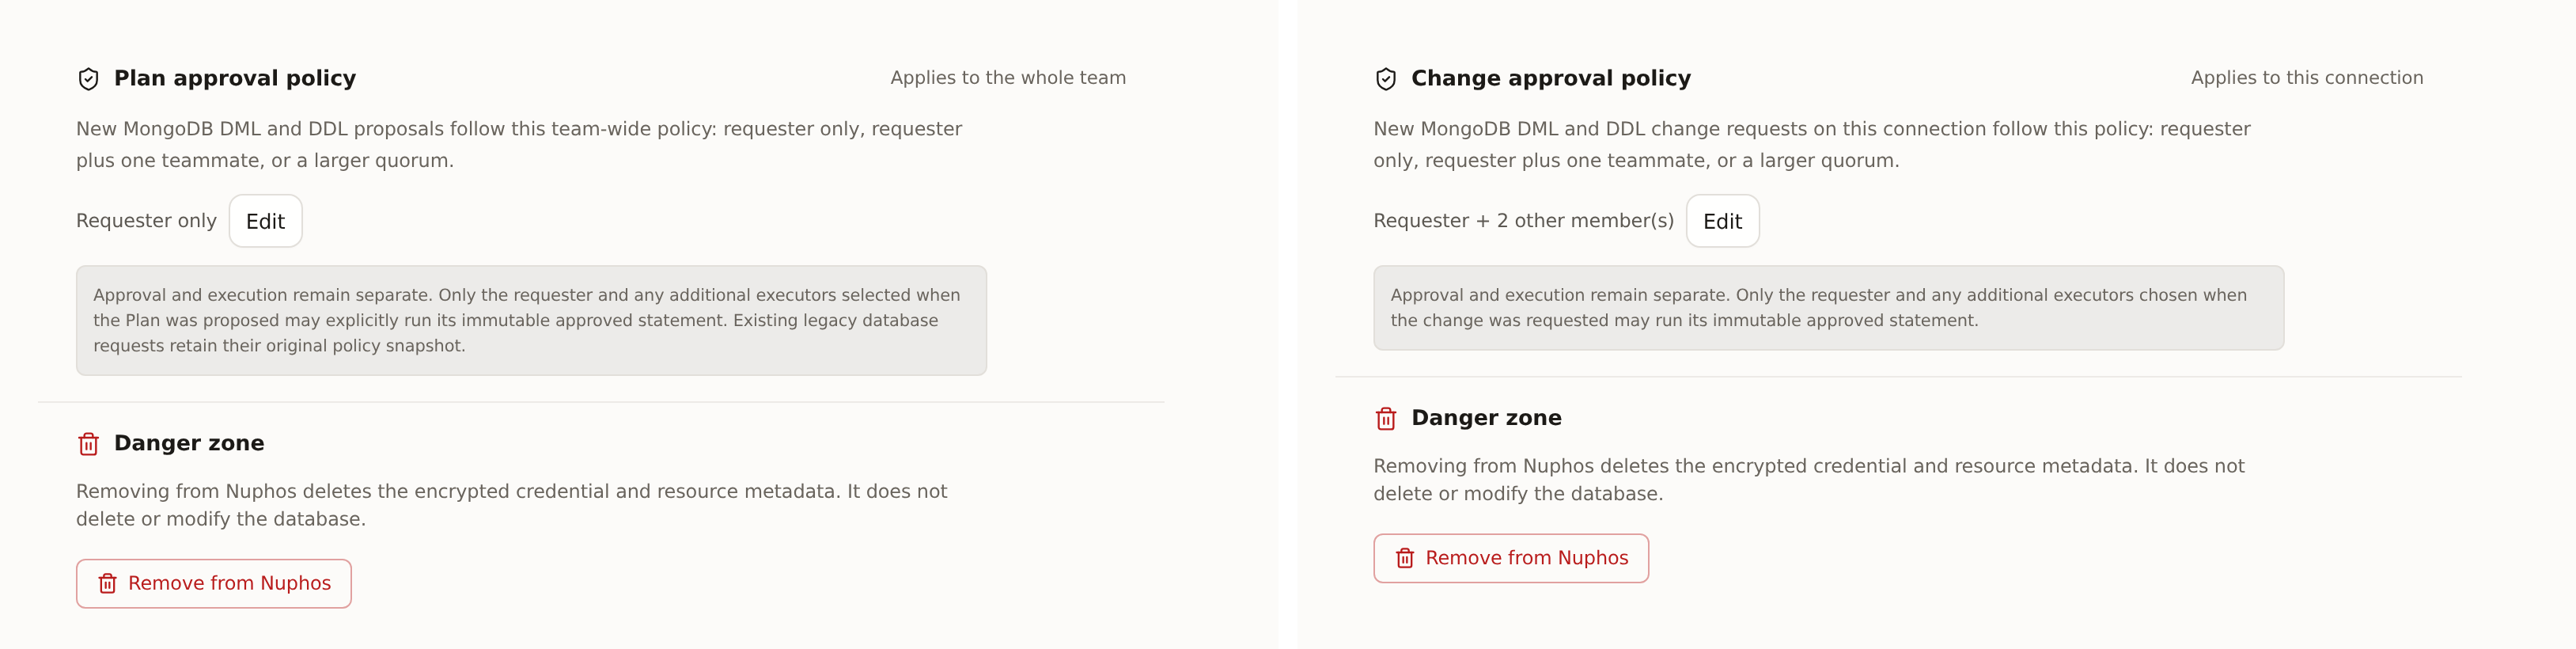 Plan approval policy
Applies to the whole team
New MongoDB DML and DDL proposals follow this team-wide policy: requester only, requester
plus one teammate, or a larger quorum.
Requester only
Edit
Approval and execution remain separate. Only the requester and any additional executors selected when
the Plan was proposed may explicitly run its immutable approved statement. Existing legacy database
requests retain their original policy snapshot.
Danger zone
Removing from Nuphos deletes the encrypted credential and resource metadata. It does not
delete or modify the database.
Remove from Nuphos
Change approval policy
Applies to this connection
New MongoDB DML and DDL change requests on this connection follow this policy: requester
only, requester plus one teammate, or a larger quorum.
Requester + 2 other member(s)
Edit
Approval and execution remain separate. Only the requester and any additional executors chosen when
the change was requested may run its immutable approved statement.
Danger zone
Removing from Nuphos deletes the encrypted credential and resource metadata. It does not
delete or modify the database.
Remove from Nuphos